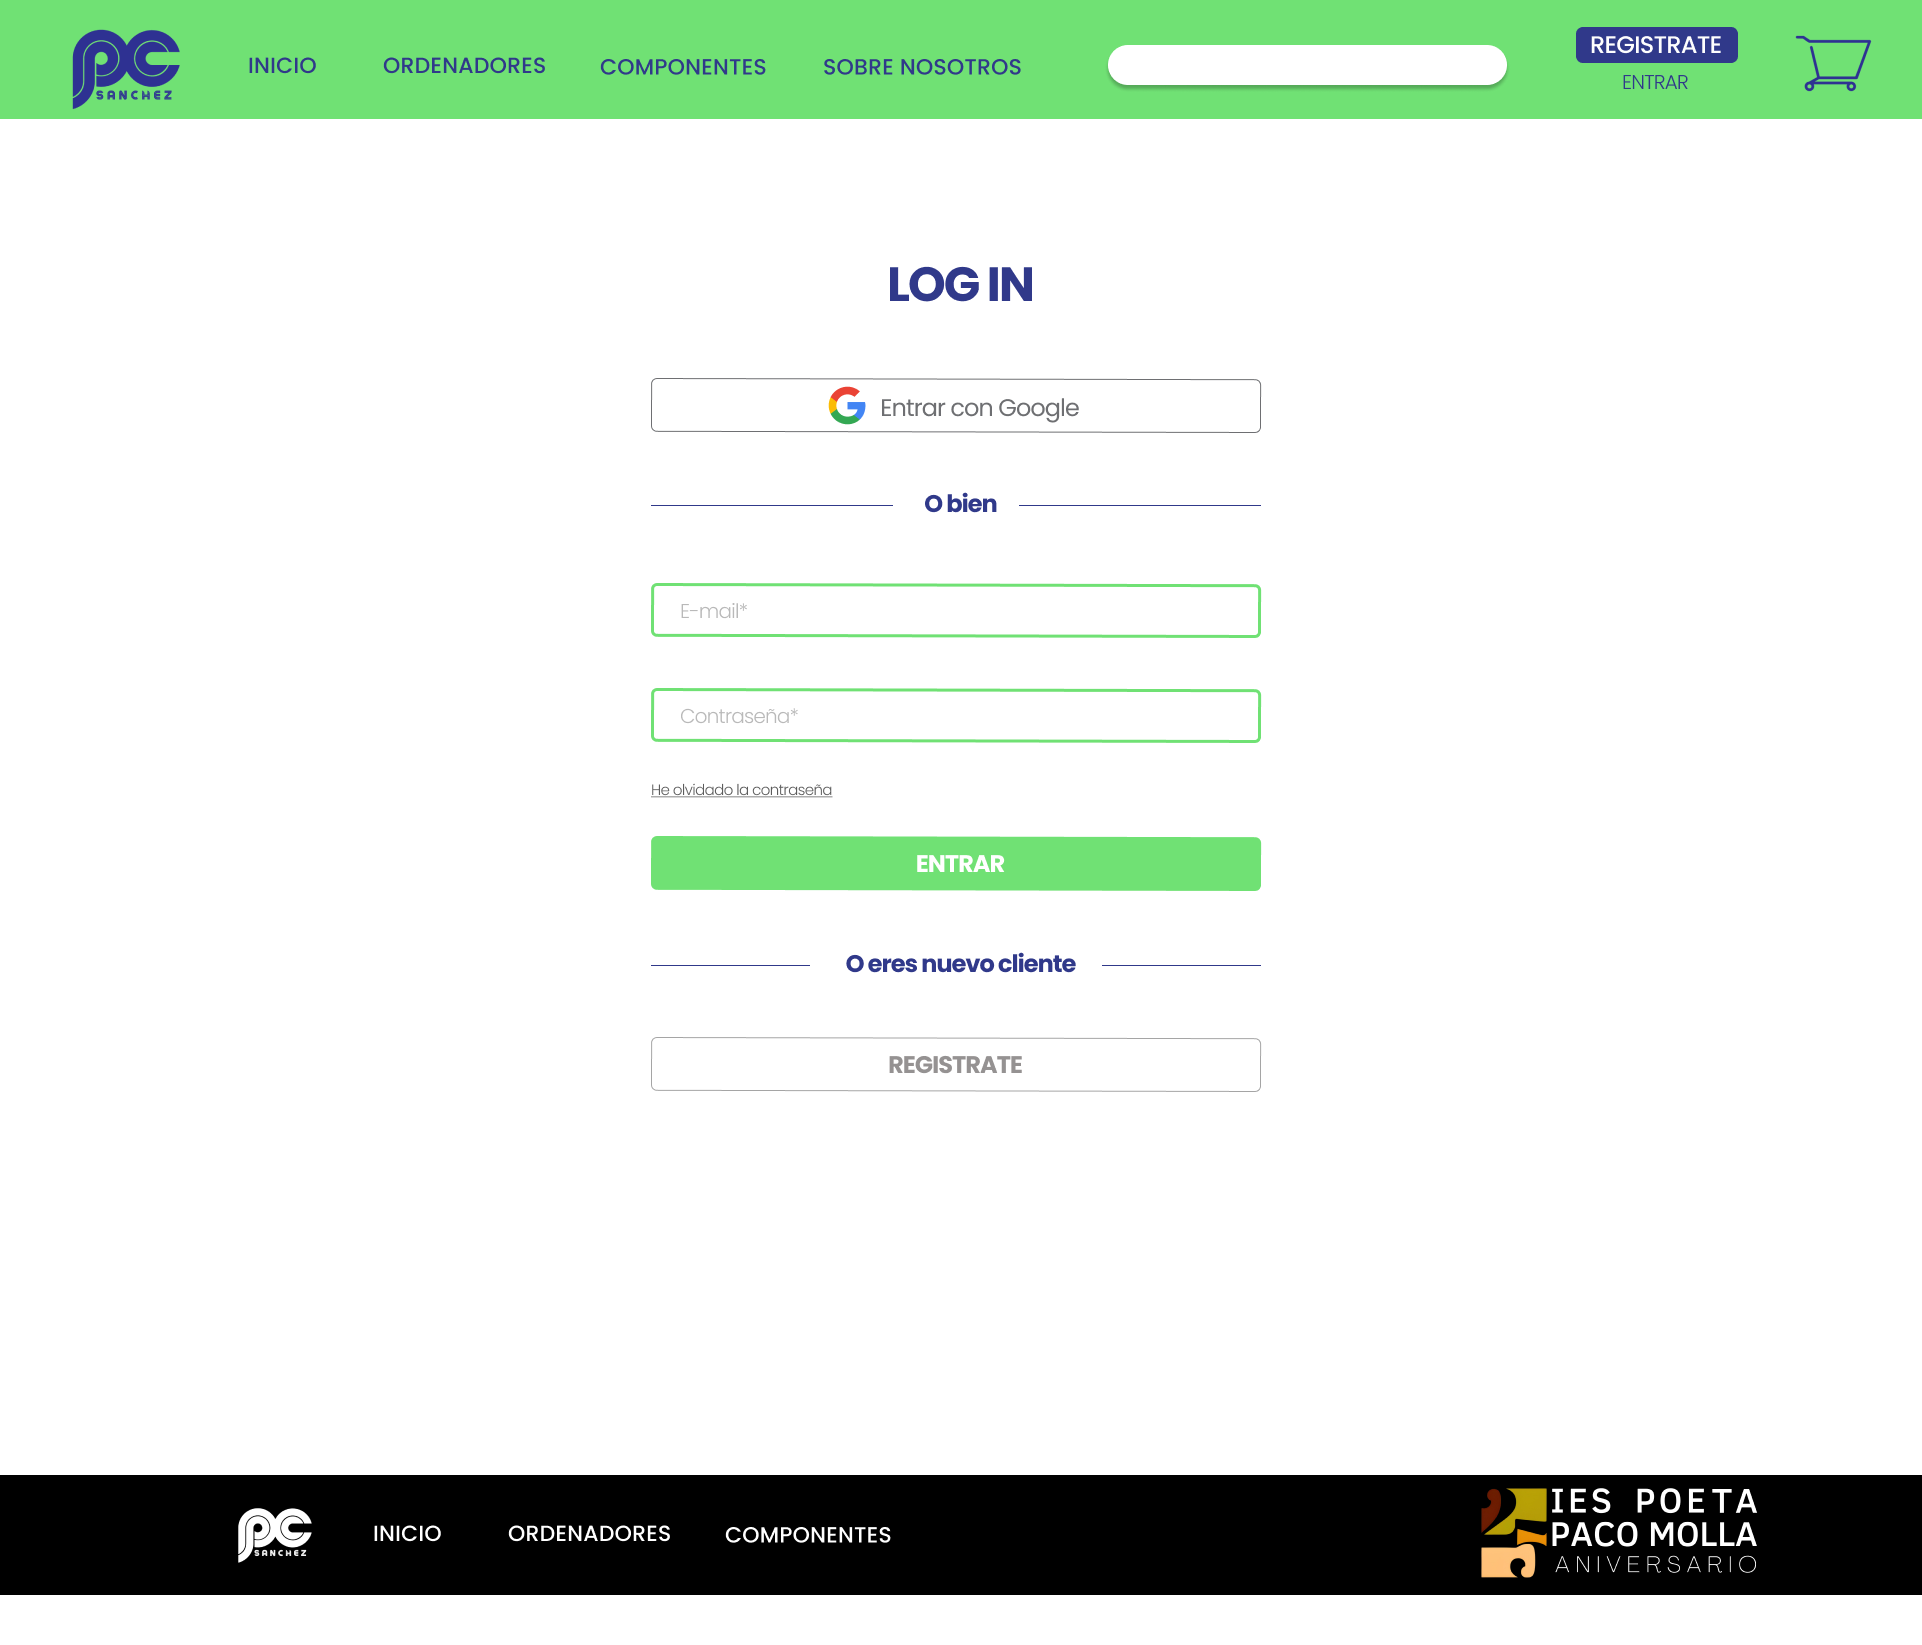 PC
SANCHEZ
INICIO
ORDENADORES
COMPONENTES
SOBRE NOSOTROS
REGISTRATE
ENTRAR
LOG IN
Entrar con Google
O bien
E-mail*
Contraseña*
He olvidado la contraseña
ENTRAR
O eres nuevo cliente
REGISTRATE
PC
SANCHEZ
INICIO
ORDENADORES
COMPONENTES
25
IES POETA
PACO MOLLA
ANIVERSARIO